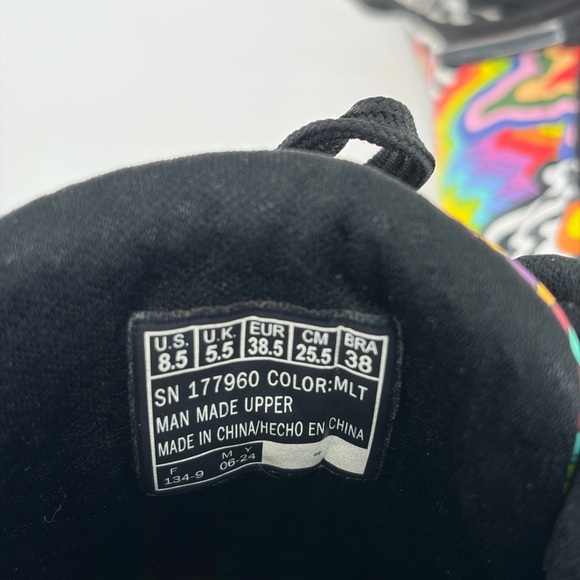 U.S. U.K EUR CM BRA
8.5 5.5 38.5 25.5 38
SN 177960 COLOR:MLT
MAN MADE UPPER
MADE IN CHINA/HECHO EN CHINA
F M Y
134-9 06-24